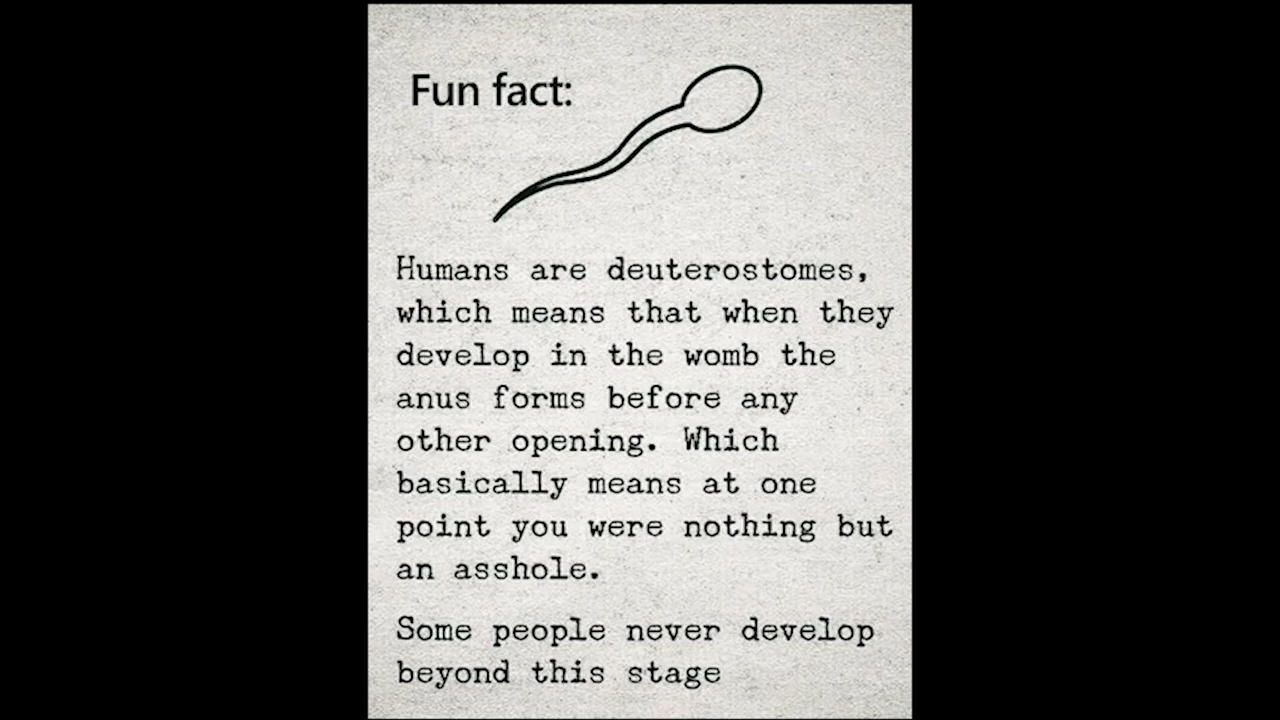 Fun fact:
Humans are deuterostomes,
which means that when they
develop in the womb the
anus forms before any
other opening. Which
basically means at one
point you were nothing but
an asshole.
Some people never develop
beyond this stage